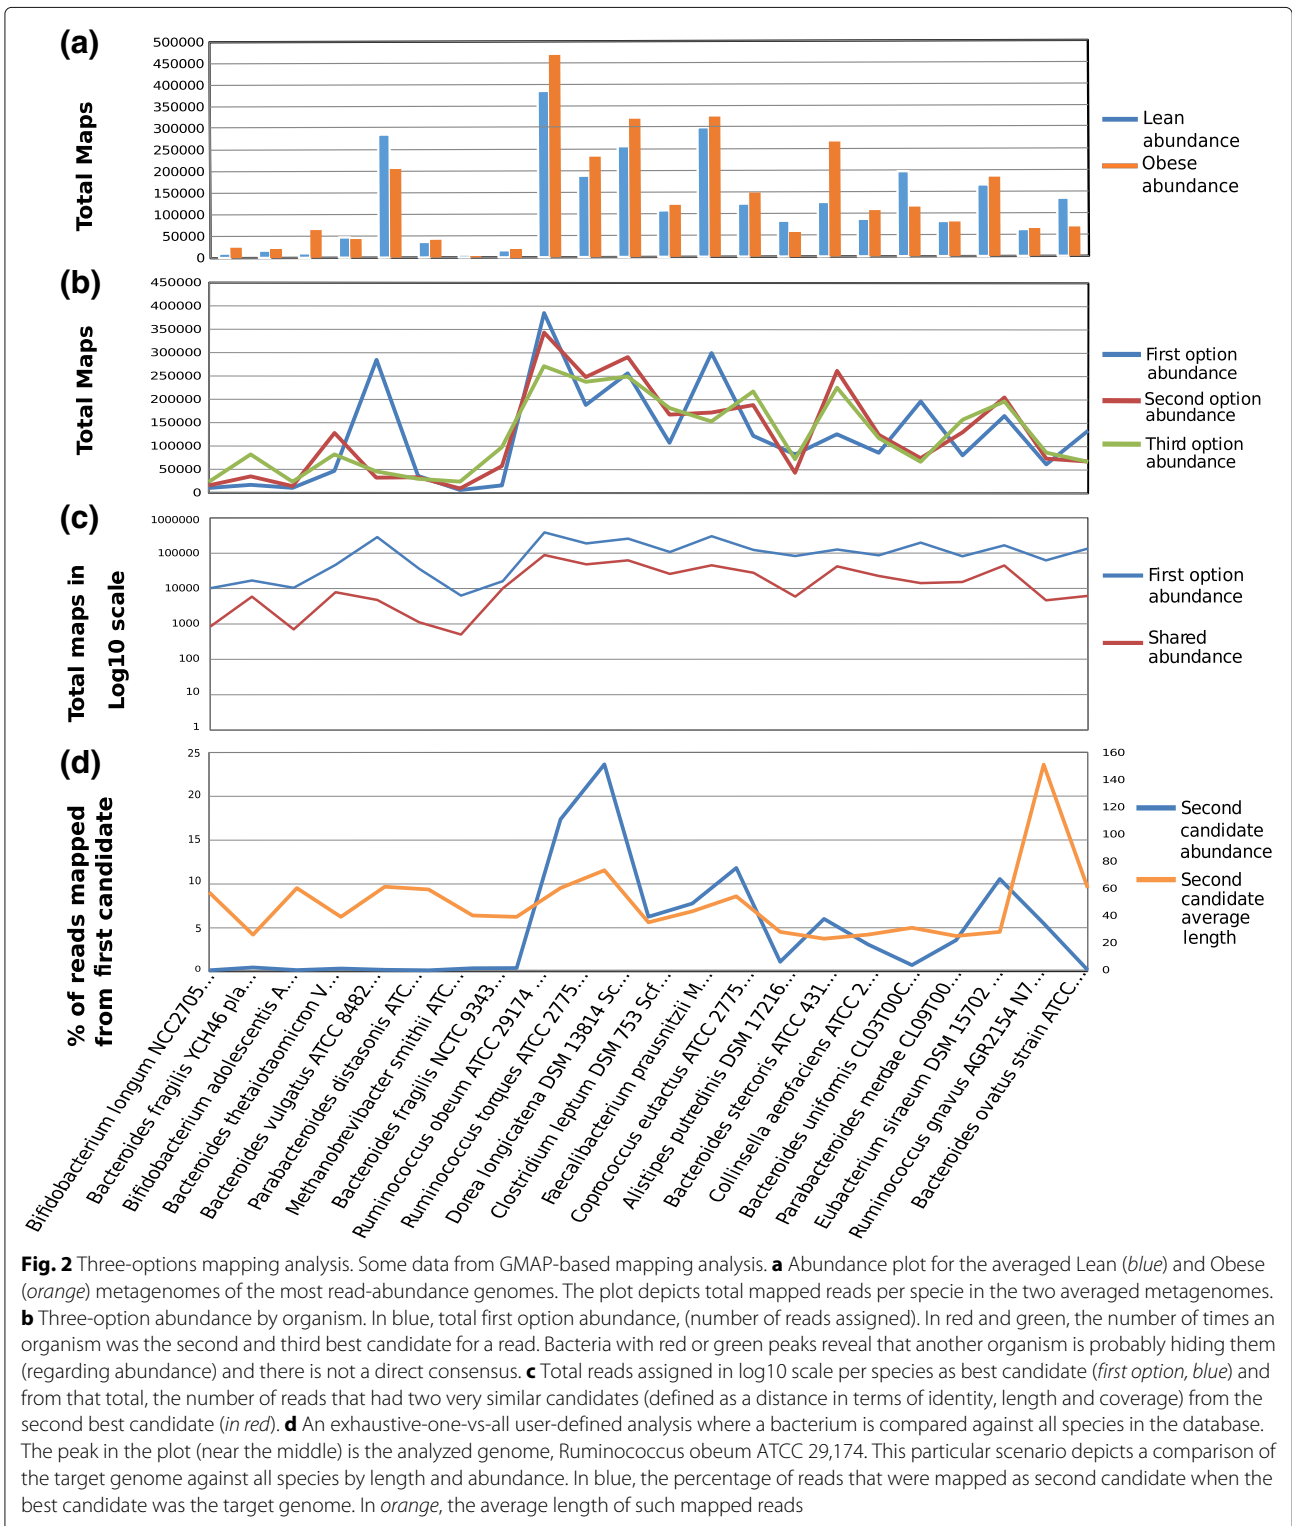 (a)
Total Maps
500000
450000
400000
350000
300000
250000
200000
150000
100000
50000
0
Lean
abundance
Obese
abundance
(b)
Total Maps
450000
400000
350000
300000
250000
200000
150000
100000
50000
0
First option
abundance
Second option
abundance
Third option
abundance
(c)
Total maps in
Log10 scale
1000000
100000
10000
1000
100
10
1
First option
abundance
Shared
abundance
(d)
% of reads mapped
from first candidate
25
20
15
10
5
0
160
140
120
100
80
60
40
20
0
Second
candidate
abundance
Second
candidate
average
length
Bifidobacterium longum NCC2705...
Bacteroides fragilis YCH46 pla...
Bifidobacterium adolescentis A...
Bacteroides thetaiotaomicron V...
Bacteroides vulgatus ATCC 8482...
Parabacteroides distasonis ATC...
Methanobrevibacter smithii ATC...
Bacteroides fragilis NCTC 9343...
Ruminococcus obeum ATCC 29174 ...
Ruminococcus torques ATCC 2775...
Dorea longicatena DSM 13814 Sc...
Clostridium leptum DSM 753 Scf...
Faecalibacterium prausnitzii M...
Coprococcus eutactus ATCC 2775...
Alistipes putredinis DSM 17216...
Bacteroides stercoris ATCC 431...
Collinsella aerofaciens ATCC 2...
Bacteroides uniformis CL03T00C...
Parabacteroides merdae CL09T00...
Eubacterium siraeum DSM 15702 ...
Ruminococcus gnavus AGR2154 N7...
Bacteroides ovatus strain ATCC...
Fig. 2 Three-options mapping analysis. Some data from GMAP-based mapping analysis. a Abundance plot for the averaged Lean (blue) and Obese
(orange) metagenomes of the most read-abundance genomes. The plot depicts total mapped reads per specie in the two averaged metagenomes.
b Three-option abundance by organism. In blue, total first option abundance, (number of reads assigned). In red and green, the number of times an
organism was the second and third best candidate for a read. Bacteria with red or green peaks reveal that another organism is probably hiding them
(regarding abundance) and there is not a direct consensus. c Total reads assigned in log10 scale per species as best candidate (first option, blue) and
from that total, the number of reads that had two very similar candidates (defined as a distance in terms of identity, length and coverage) from the
second best candidate (in red). d An exhaustive-one-vs-all user-defined analysis where a bacterium is compared against all species in the database.
The peak in the plot (near the middle) is the analyzed genome, Ruminococcus obeum ATCC 29,174. This particular scenario depicts a comparison of
the target genome against all species by length and abundance. In blue, the percentage of reads that were mapped as second candidate when the
best candidate was the target genome. In orange, the average length of such mapped reads